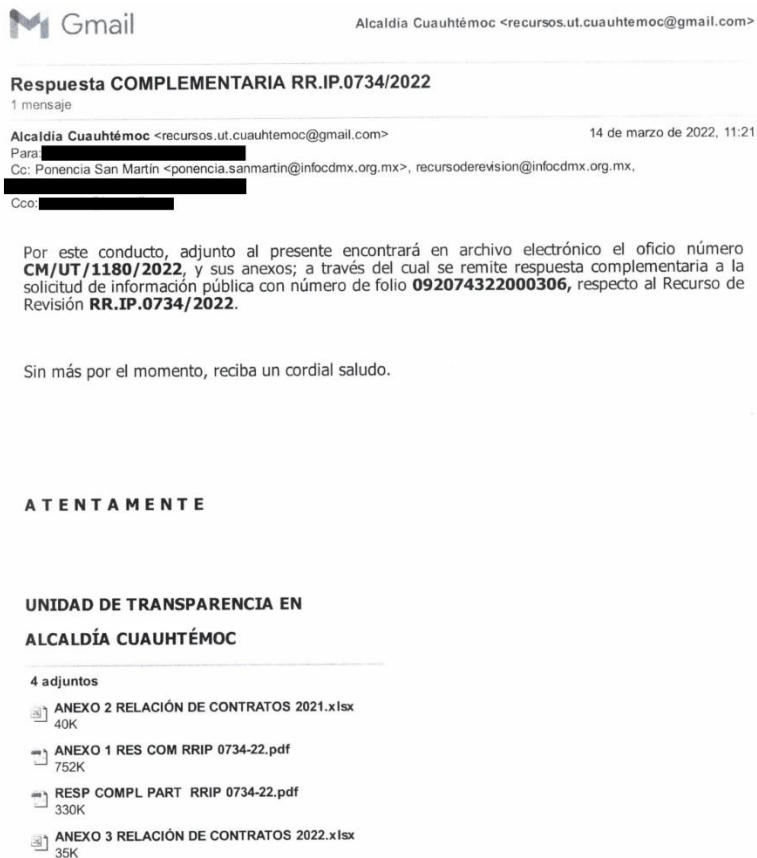 Gmail
Alcaldía Cuauhtémoc <recursos.ut.cuauhtemoc@gmail.com>
Respuesta COMPLEMENTARIA RR.IP.0734/2022
1 mensaje
Alcaldía Cuauhtémoc <recursos.ut.cuauhtemoc@gmail.com>
14 de marzo de 2022, 11:21
Para:
Cc: Ponencia San Martín <ponencia.sanmartin@infocdmx.org.mx>, recursoderevision@infocdmx.org.mx,
Cco:
Por este conducto, adjunto al presente encontrará en archivo electrónico el oficio número
CM/UT/1180/2022, y sus anexos; a través del cual se remite respuesta complementaria a la
solicitud de información pública con número de folio 092074322000306, respecto al Recurso de
Revisión RR.IP.0734/2022.
Sin más por el momento, reciba un cordial saludo.
A T E N T A M E N T E
UNIDAD DE TRANSPARENCIA EN
ALCALDÍA CUAUHTÉMOC
4 adjuntos
ANEXO 2 RELACIÓN DE CONTRATOS 2021.xlsx
40K
ANEXO 1 RES COM RRIP 0734-22.pdf
752K
RESP COMPL PART RRIP 0734-22.pdf
330K
ANEXO 3 RELACIÓN DE CONTRATOS 2022.xlsx
35K